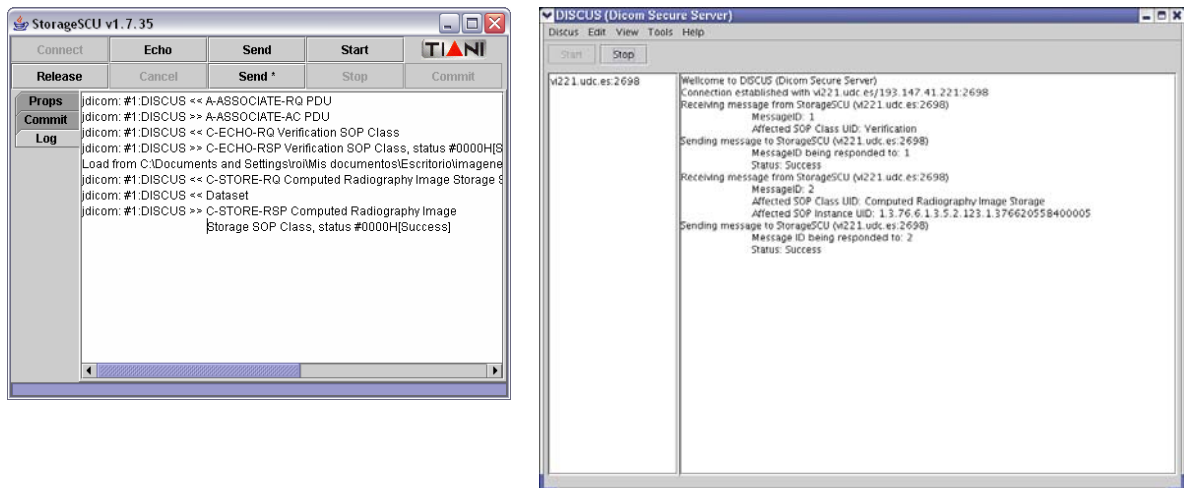 StorageSCU v1.7.35
Connect Echo Send Start TIANI
Release Cancel Send * Stop Commit
Props
Commit
Log
jdicom: #1:DISCUS << A-ASSOCIATE-RQ PDU
jdicom: #1:DISCUS >> A-ASSOCIATE-AC PDU
jdicom: #1:DISCUS << C-ECHO-RQ Verification SOP Class
jdicom: #1:DISCUS >> C-ECHO-RSP Verification SOP Class, status #0000H[S
Load from C:\Documents and Settings\roi\Mis documentos\Escritorio\imagene
jdicom: #1:DISCUS << C-STORE-RQ Computed Radiography Image Storage S
jdicom: #1:DISCUS << Dataset
jdicom: #1:DISCUS >> C-STORE-RSP Computed Radiography Image
Storage SOP Class, status #0000H[Success]
DISCUS (Dicom Secure Server)
Discus Edit View Tools Help
Start Stop
vi221.udc.es:2698
Wellcome to DISCUS (Dicom Secure Server)
Connection established with vi221.udc.es/193.147.41.221:2698
Receiving message from StorageSCU (vi221.udc.es:2698)
MessageID: 1
Affected SOP Class UID: Verification
Sending message to StorageSCU (vi221.udc.es:2698)
MessageID being responded to: 1
Status: Success
Receiving message from StorageSCU (vi221.udc.es:2698)
MessageID: 2
Affected SOP Class UID: Computed Radiography Image Storage
Affected SOP Instance UID: 1.3.76.6.1.3.5.2.123.1.376620558400005
Sending message to StorageSCU (vi221.udc.es:2698)
Message ID being responded to: 2
Status: Success